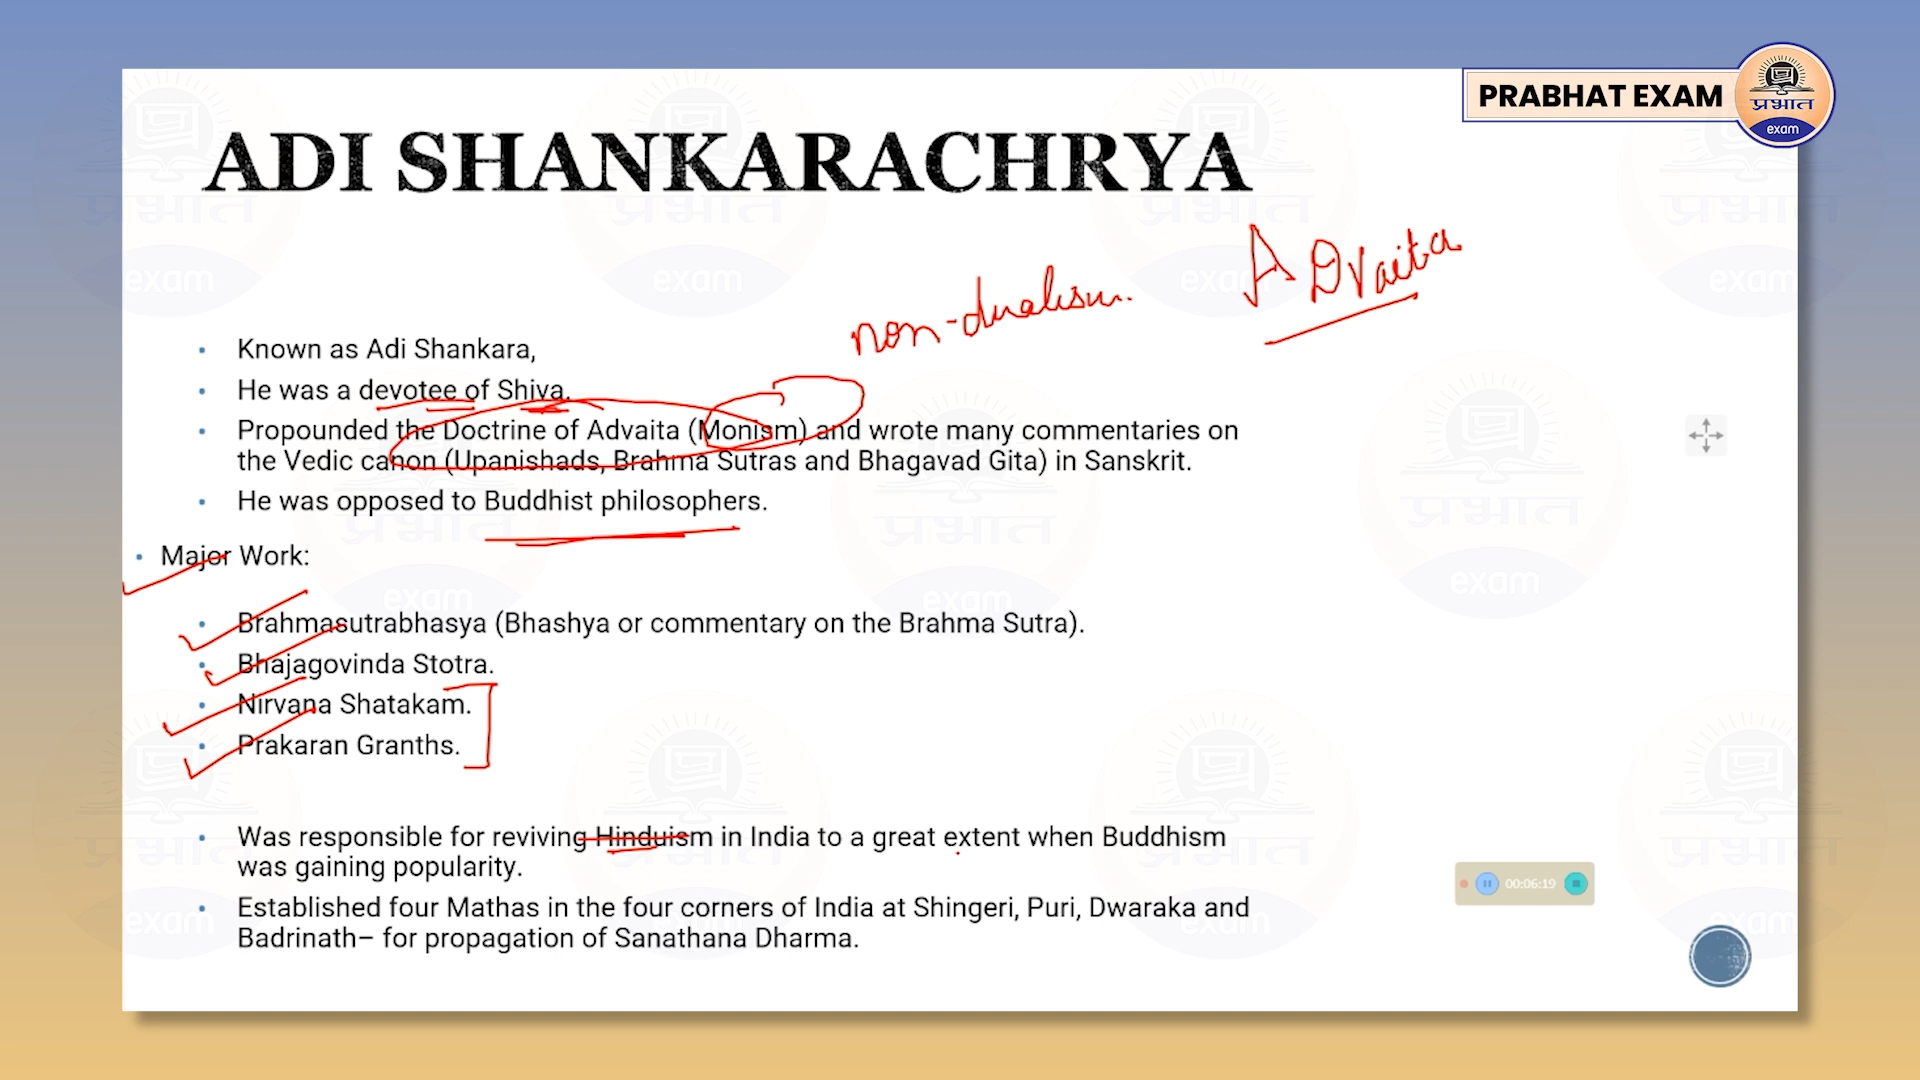 PRABHAT EXAM
प्रभात
exam
ADI SHANKARACHRYA
non-dualism.
ADvaita
• Known as Adi Shankara,
• He was a devotee of Shiva.
• Propounded the Doctrine of Advaita (Monism) and wrote many commentaries on
the Vedic canon (Upanishads, Brahma Sutras and Bhagavad Gita) in Sanskrit.
• He was opposed to Buddhist philosophers.
• Major Work:
• Brahmasutrabhasya (Bhashya or commentary on the Brahma Sutra).
• Bhajagovinda Stotra.
• Nirvana Shatakam.
• Prakaran Granths.
• Was responsible for reviving Hinduism in India to a great extent when Buddhism
was gaining popularity.
• Established four Mathas in the four corners of India at Shingeri, Puri, Dwaraka and
Badrinath– for propagation of Sanathana Dharma.
00:06:19